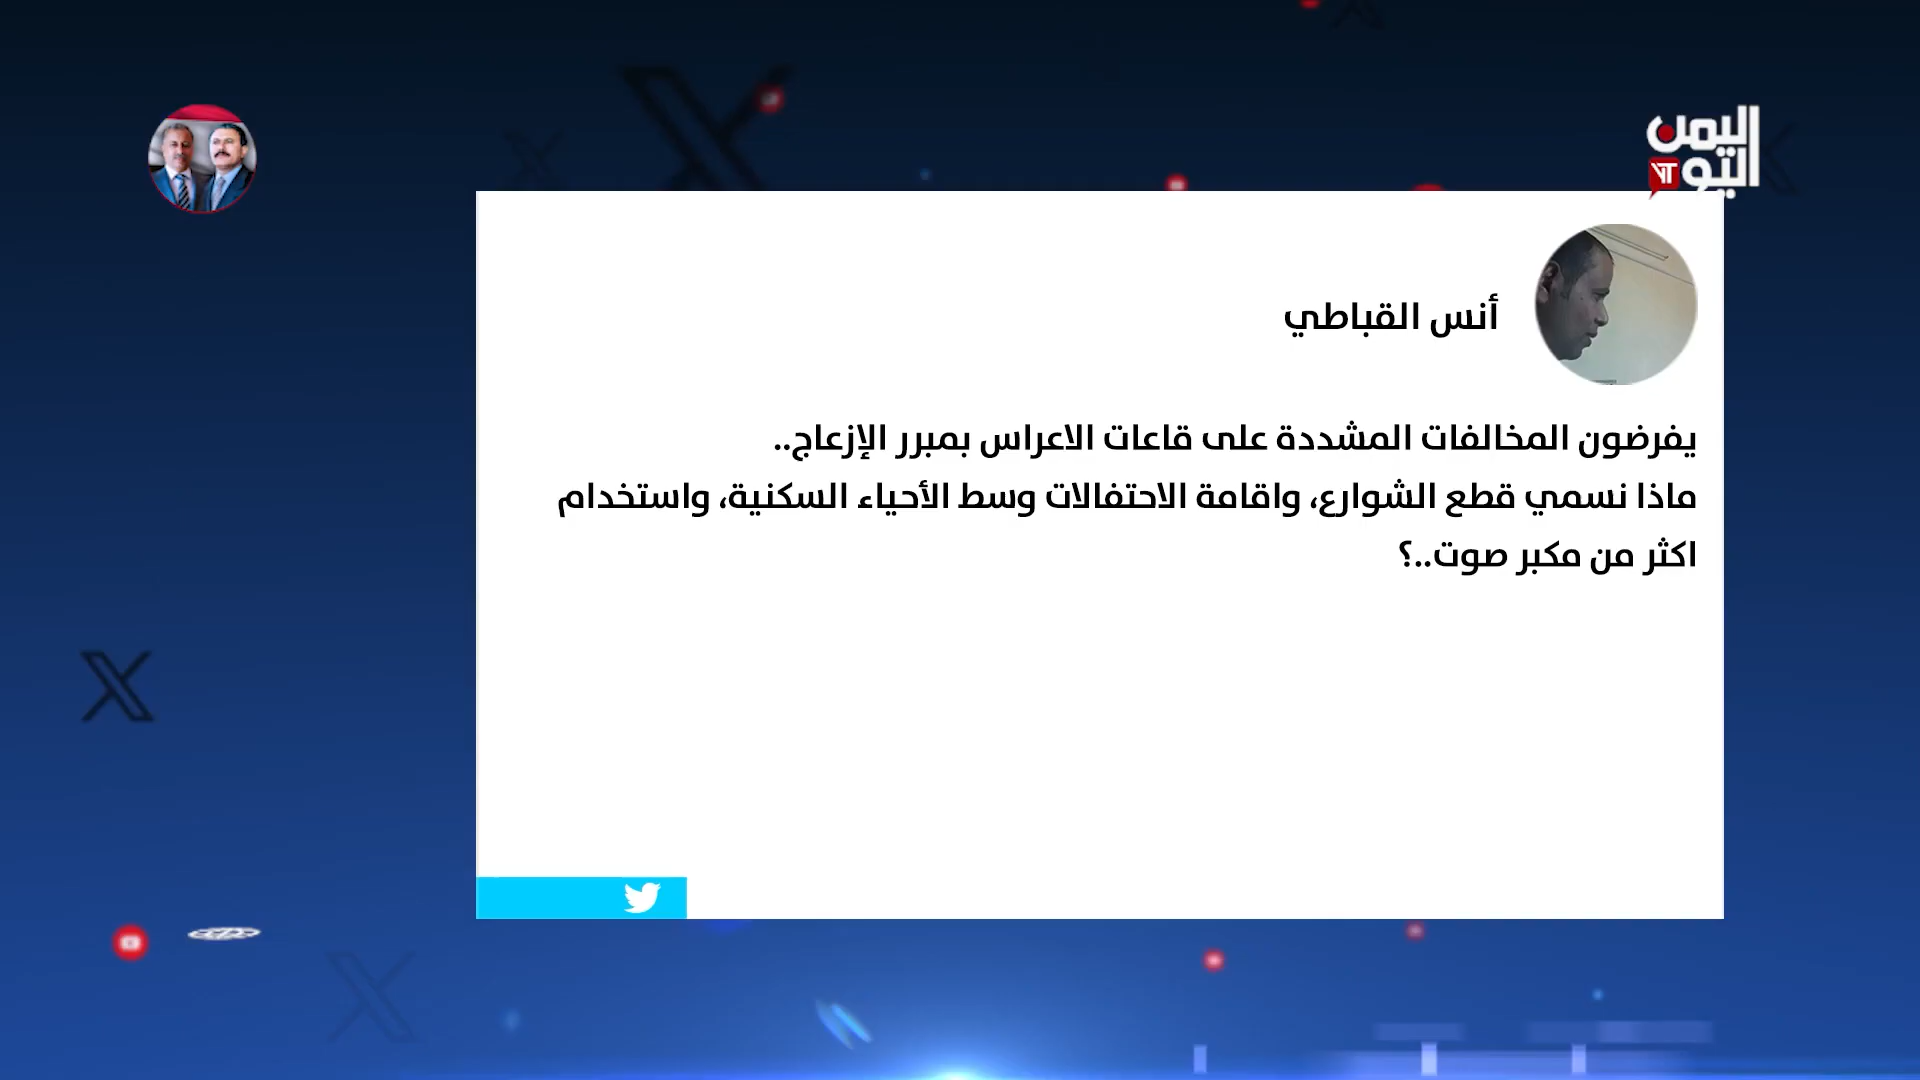 اليمن
اليوم
YT
أنس القباطي
يفرضون المخالفات المشددة على قاعات الاعراس بمبرر الإزعاج..
ماذا نسمي قطع الشوارع، واقامة الاحتفالات وسط الأحياء السكنية، واستخدام
اكثر من مكبر صوت..؟